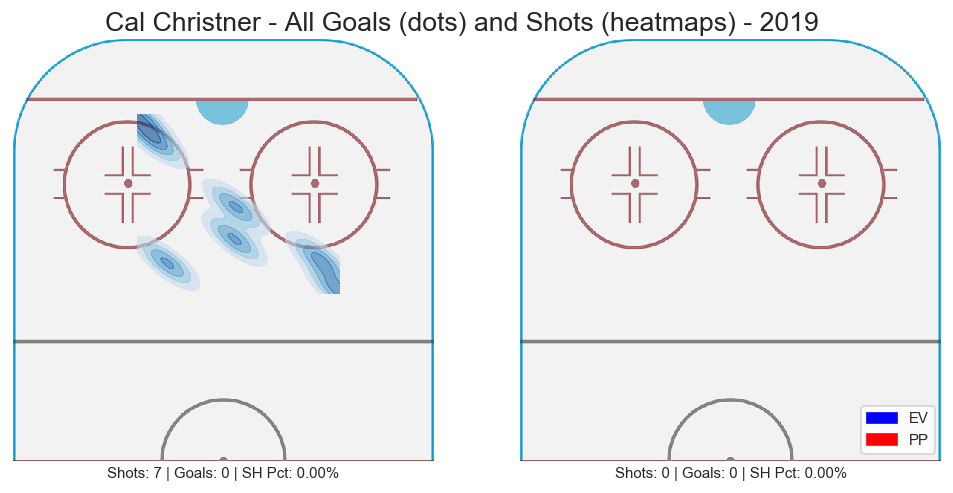 Cal Christner - All Goals (dots) and Shots (heatmaps) - 2019
EV
PP
Shots: 7 | Goals: 0 | SH Pct: 0.00%
Shots: 0 | Goals: 0 | SH Pct: 0.00%